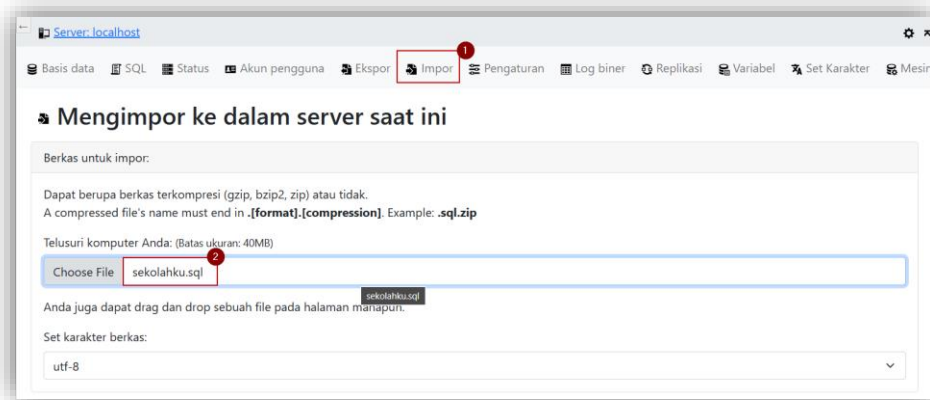 Server: localhost
1
Basis data SQL Status Akun pengguna Ekspor Impor Pengaturan Log biner Replikasi Variabel Set Karakter Mesin
Mengimpor ke dalam server saat ini
Berkas untuk impor:
Dapat berupa berkas terkompresi (gzip, bzip2, zip) atau tidak.
A compressed file's name must end in .[format].[compression]. Example: .sql.zip
Telusuri komputer Anda: (Batas ukuran: 40MB)
2
Choose File sekolahku.sql
sekolahku.sql
Anda juga dapat drag dan drop sebuah file pada halaman manapun.
Set karakter berkas:
utf-8